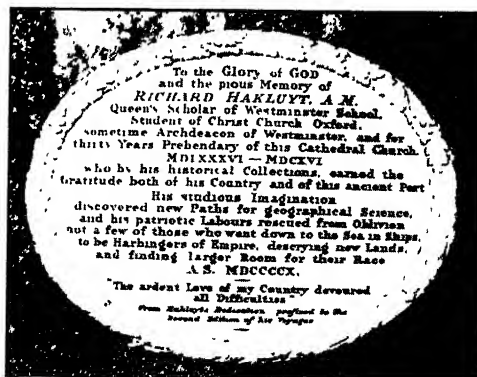 To the Glory of GOD
and the pious Memory of
RICHARD HAKLUYT, A M.
Queen's Scholar of Westminster School,
Student of Christ Church Oxford,
sometime Archdeacon of Westminster, and for
thirty Years Prebendary of this Cathedral Church.
MDLXXXVI — MDCXVI
who by his historical Collections, earned the
Gratitude both of his Country and of this ancient Port
His studious Imagination
discovered new Paths for geographical Science,
and his patriotic Labours rescued from Oblivion
not a few of those who went down to the Sea in Ships,
to be Harbingers of Empire, descrying new Lands,
and finding larger Room for their Race
A.S. MDCCCCX.
"The ardent Love of my Country devoured
all Difficulties"
From Hakluyts Dedication prefixed to the
Second Edition of his Voyages